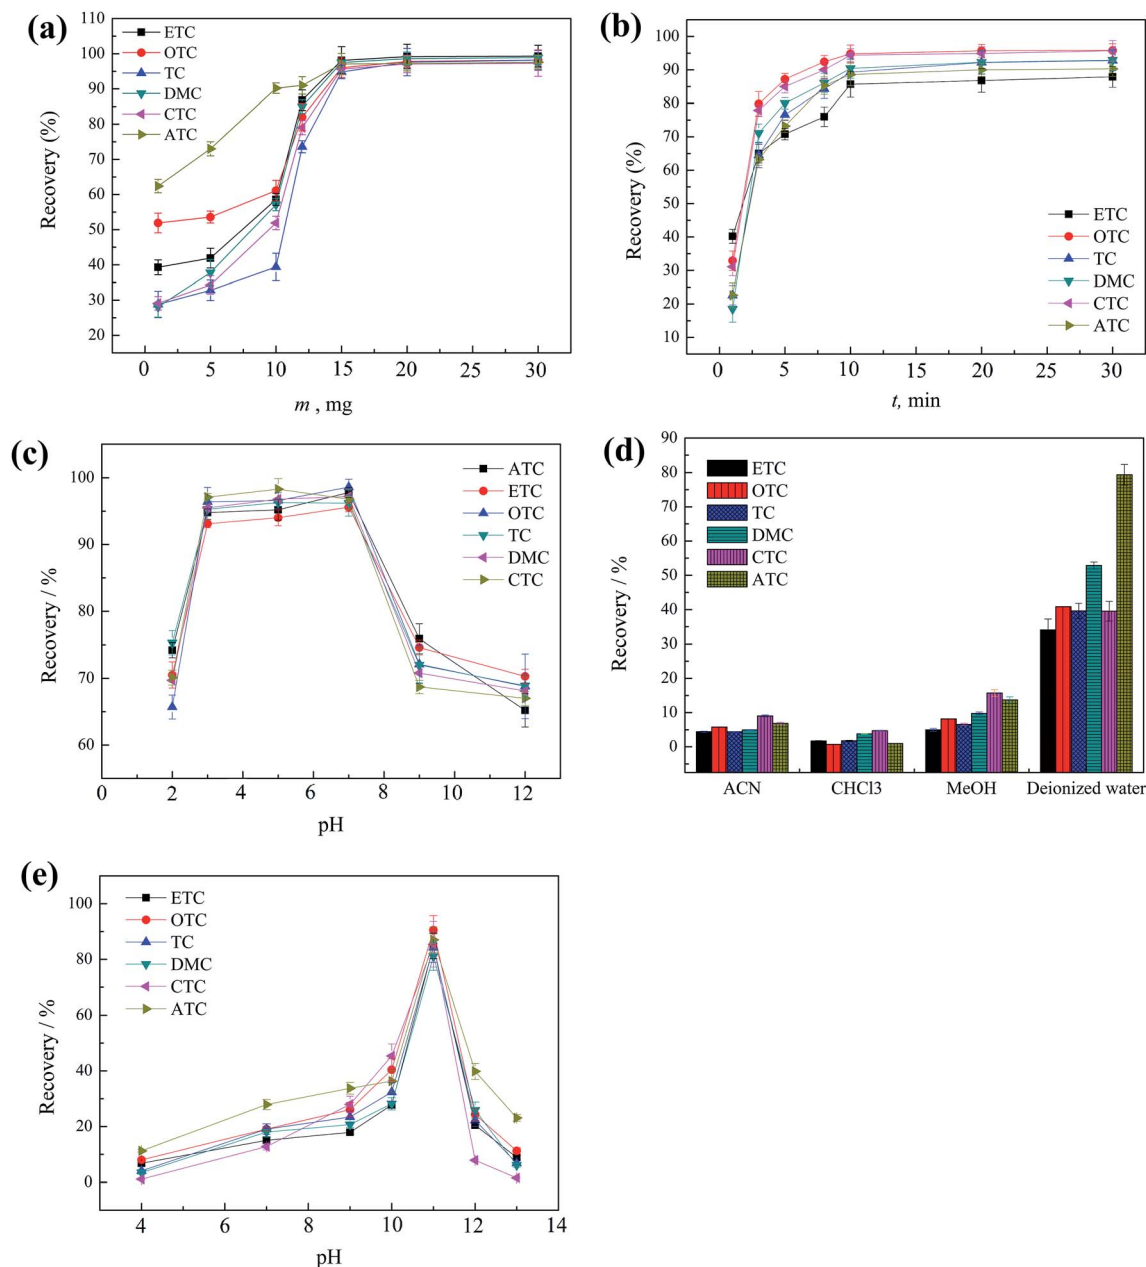 (a)
110
100
90
80
70
60
50
40
30
20
Recovery (%)
ETC
OTC
TC
DMC
CTC
ATC
0 5 10 15 20 25 30
m , mg
(b)
100
90
80
70
60
50
40
30
20
10
Recovery (%)
ETC
OTC
TC
DMC
CTC
ATC
0 5 10 15 20 25 30
t, min
(c)
100
90
80
70
60
Recovery / %
ATC
ETC
OTC
TC
DMC
CTC
0 2 4 6 8 10 12
pH
(d)
90
80
70
60
50
40
30
20
10
0
Recovery / %
ETC
OTC
TC
DMC
CTC
ATC
ACN CHCl3 MeOH Deionized water
(e)
100
80
60
40
20
0
Recovery / %
ETC
OTC
TC
DMC
CTC
ATC
4 6 8 10 12 14
pH